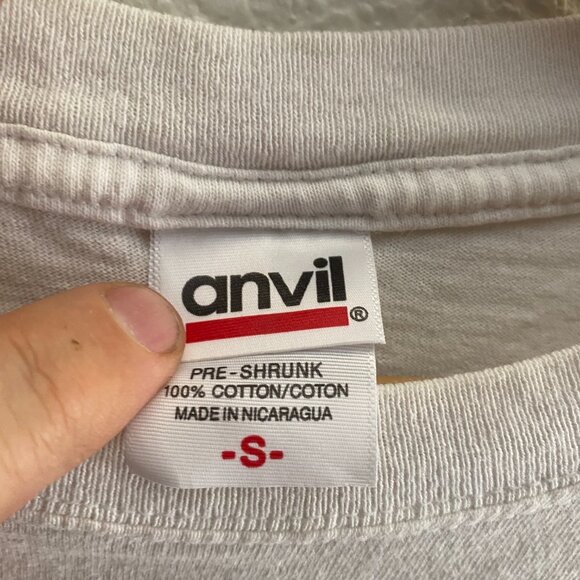 anvil®
PRE-SHRUNK
100% COTTON/COTON
MADE IN NICARAGUA
-S-